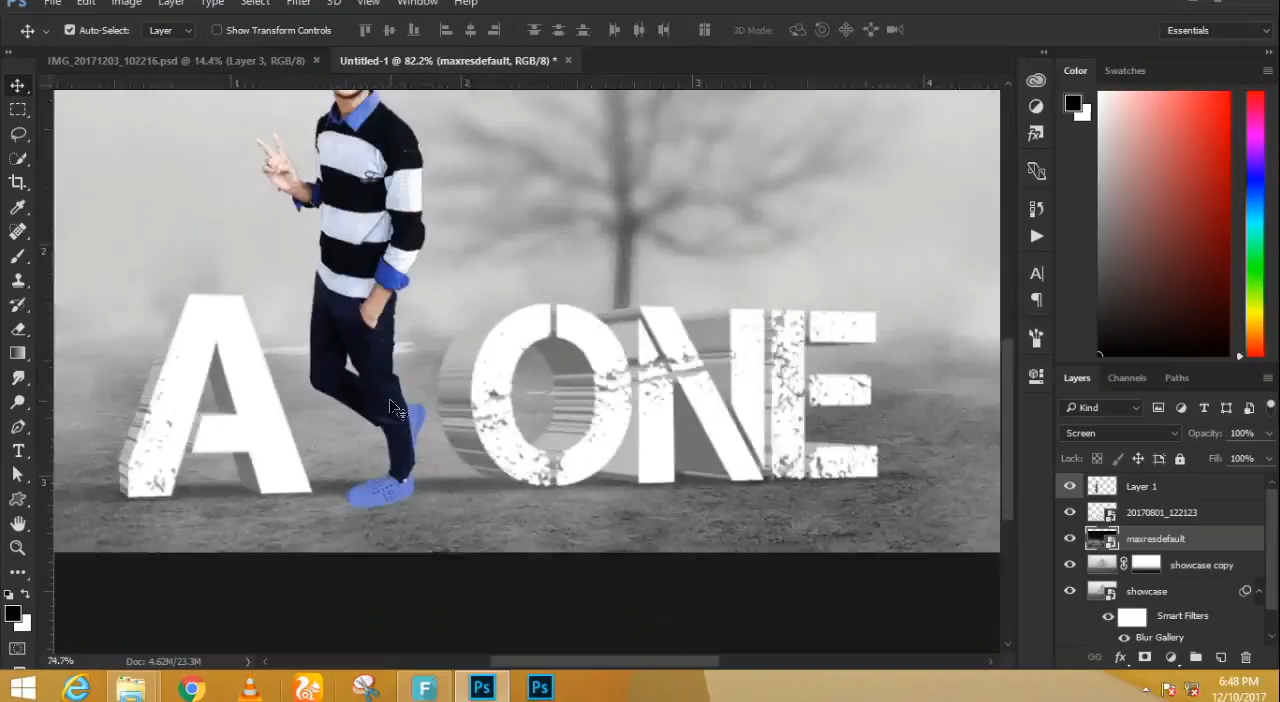 Ps File Edit Image Layer Type Select Filter 3D View Window Help
Auto-Select: Layer Show Transform Controls 3D Mode: Essentials
IMG_20171203_102216.psd @ 14.4% (Layer 3, RGB/8) × Untitled-1 @ 82.2% (maxresdefault, RGB/8) * ×
Color Swatches
A ONE
Layers Channels Paths
Kind
Screen Opacity: 100%
Lock: Fill: 100%
Layer 1
20170801_122123
maxresdefault
showcase copy
showcase
Smart Filters
Blur Gallery
74.7% Doc: 4.62M/23.3M
6:48 PM
12/10/2017